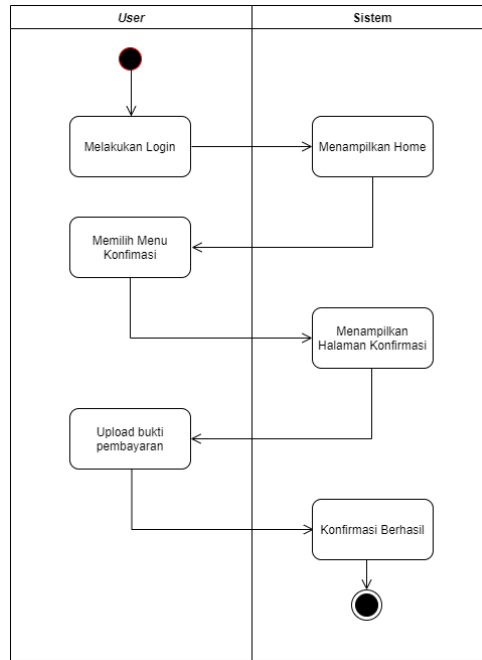 User
Sistem
Melakukan Login
Menampilkan Home
Memilih Menu
Konfimasi
Menampilkan
Halaman Konfirmasi
Upload bukti
pembayaran
Konfirmasi Berhasil